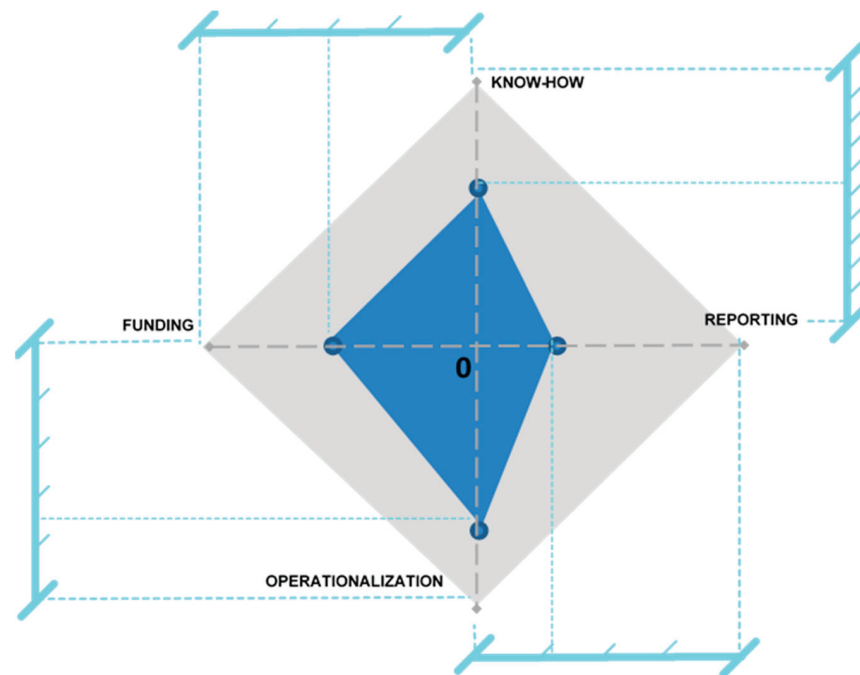 KNOW-HOW
FUNDING
REPORTING
0
OPERATIONALIZATION